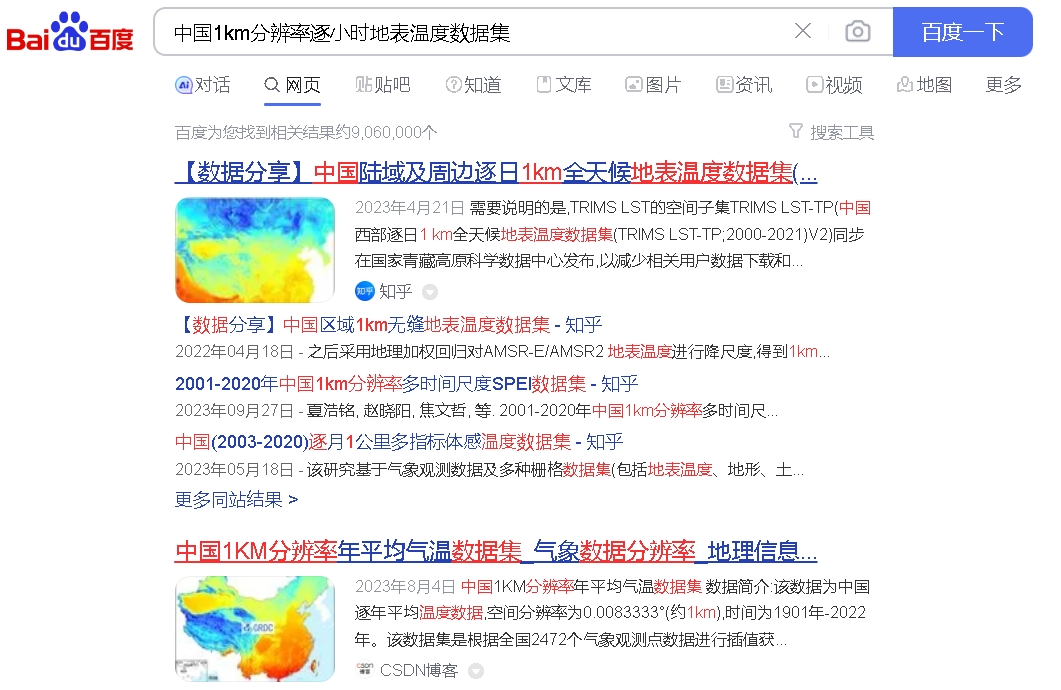 Bai du 百度
中国1km分辨率逐小时地表温度数据集
百度一下
对话 网页 贴吧 知道 文库 图片 资讯 视频 地图 更多
百度为您找到相关结果约9,060,000个
搜索工具
【数据分享】中国陆域及周边逐日1km全天候地表温度数据集(...
2023年4月21日 需要说明的是,TRIMS LST的空间子集TRIMS LST-TP(中国
西部逐日1 km全天候地表温度数据集(TRIMS LST-TP;2000-2021)V2)同步
在国家青藏高原科学数据中心发布,以减少相关用户数据下载和...
知乎 知乎
【数据分享】中国区域1km无缝地表温度数据集 - 知乎
2022年04月18日 - 之后采用地理加权回归对AMSR-E/AMSR2 地表温度进行降尺度,得到1km...
2001-2020年中国1km分辨率多时间尺度SPEI数据集 - 知乎
2023年09月27日 - 夏浩铭, 赵晓阳, 焦文哲, 等. 2001-2020年中国1km分辨率多时间尺...
中国(2003-2020)逐月1公里多指标体感温度数据集 - 知乎
2023年05月18日 - 该研究基于气象观测数据及多种栅格数据集(包括地表温度、地形、土...
更多同站结果 >
中国1KM分辨率年平均气温数据集_气象数据分辨率_地理信息...
2023年8月4日 中国1KM分辨率年平均气温数据集 数据简介:该数据为中国
逐年平均温度数据,空间分辨率为0.0083333°(约1km),时间为1901年-2022
年。该数据集是根据全国2472个气象观测点数据进行插值获...
GRDC
CSDN 博客 CSDN博客